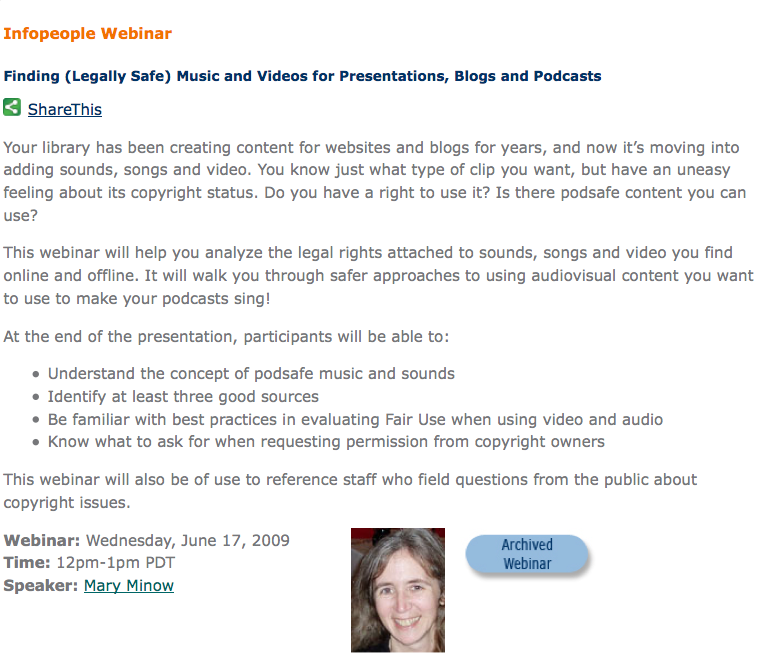 Infopeople Webinar
Finding (Legally Safe) Music and Videos for Presentations, Blogs and Podcasts
ShareThis
Your library has been creating content for websites and blogs for years, and now it's moving into
adding sounds, songs and video. You know just what type of clip you want, but have an uneasy
feeling about its copyright status. Do you have a right to use it? Is there podsafe content you can
use?
This webinar will help you analyze the legal rights attached to sounds, songs and video you find
online and offline. It will walk you through safer approaches to using audiovisual content you want
to use to make your podcasts sing!
At the end of the presentation, participants will be able to:
• Understand the concept of podsafe music and sounds
• Identify at least three good sources
• Be familiar with best practices in evaluating Fair Use when using video and audio
• Know what to ask for when requesting permission from copyright owners
This webinar will also be of use to reference staff who field questions from the public about
copyright issues.
Webinar: Wednesday, June 17, 2009
Time: 12pm-1pm PDT
Speaker: Mary Minow
Archived
Webinar